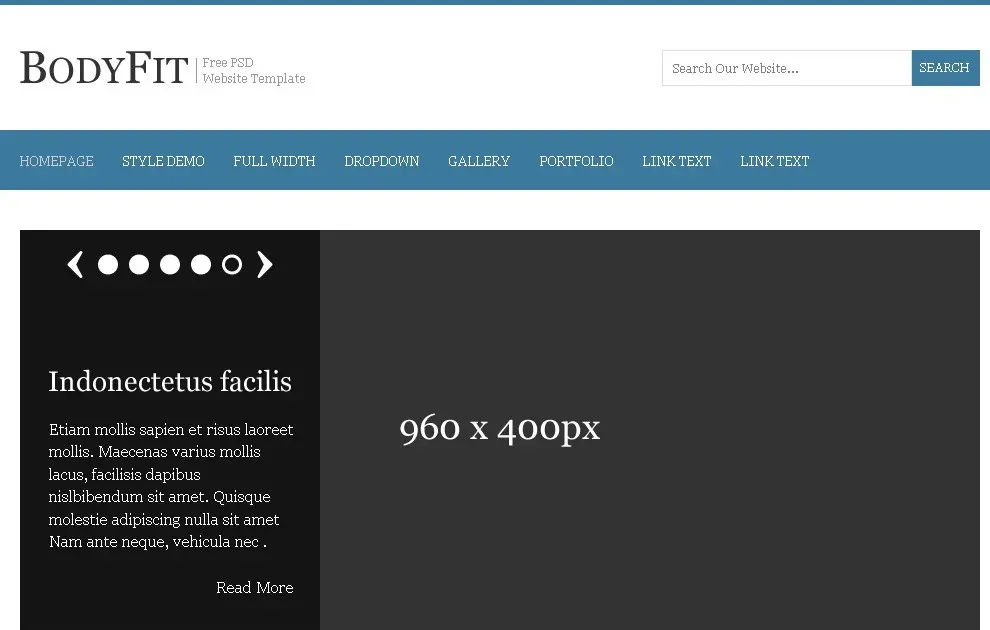 BODYFIT
Free PSD
Website Template
Search Our Website...
SEARCH
HOMEPAGE STYLE DEMO FULL WIDTH DROPDOWN GALLERY PORTFOLIO LINK TEXT LINK TEXT
Indonectetus facilis
Etiam mollis sapien et risus laoreet
mollis. Maecenas varius mollis
lacus, facilisis dapibus
nislbibendum sit amet. Quisque
molestie adipiscing nulla sit amet
Nam ante neque, vehicula nec .
Read More
960 x 400px